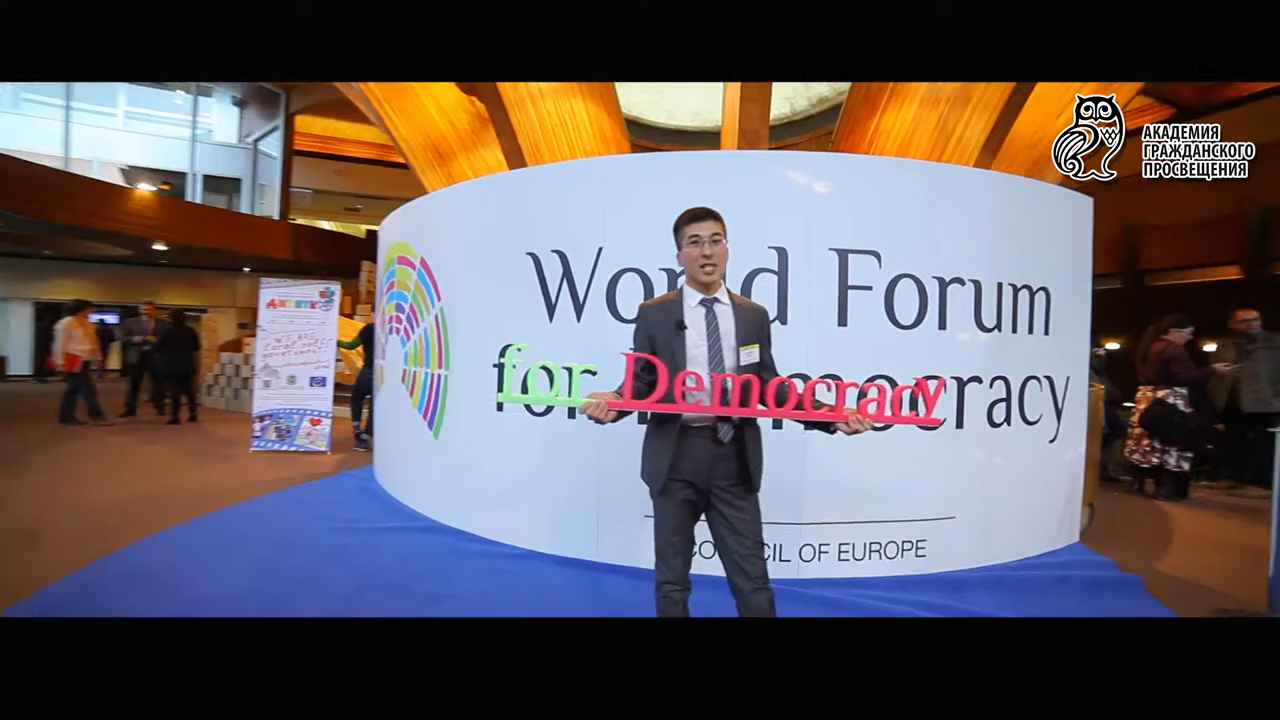 АКАДЕМИЯ
ГРАЖДАНСКОГО
ПРОСВЕЩЕНИЯ
World Forum
for Democracy
for Democracy
COUNCIL OF EUROPE